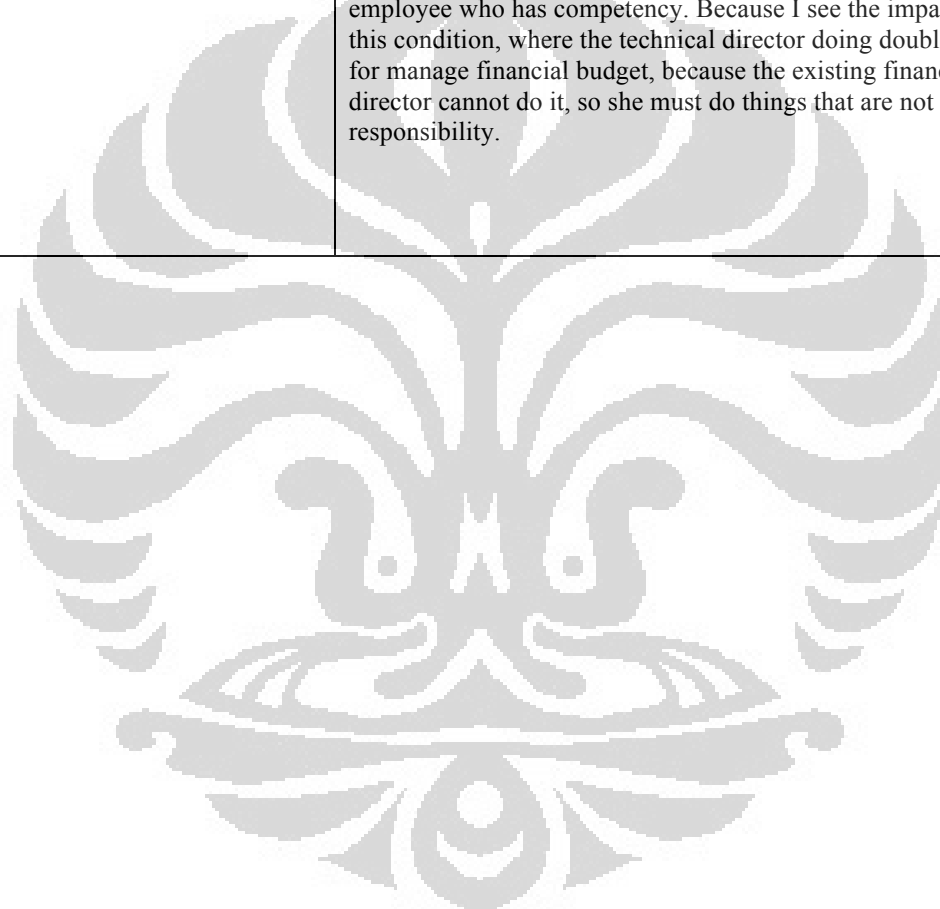 employee who has competency. Because I see the impa
this condition, where the technical director doing doubl
for manage financial budget, because the existing financ
director cannot do it, so she must do things that are not
responsibility.